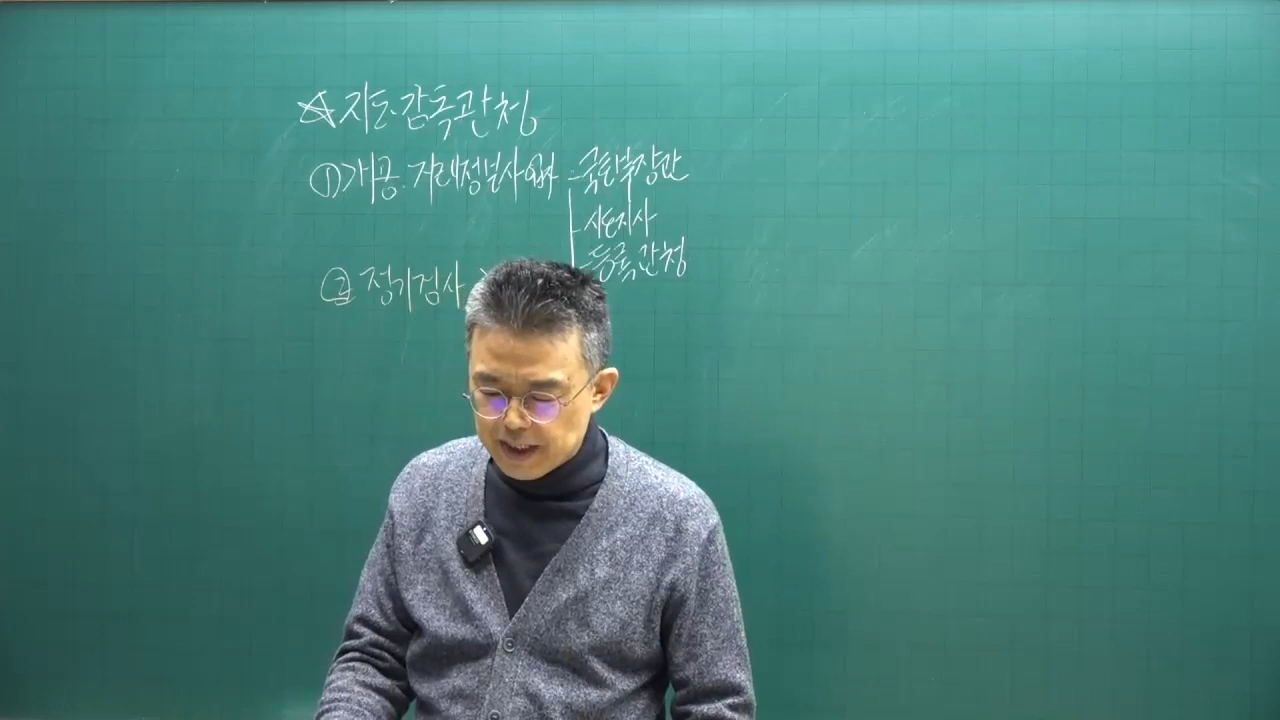 ☆지도·감독관청
①개공·거래정보사업자 - 국토부장관
- 시도지사
- 등록관청
② 정기검사